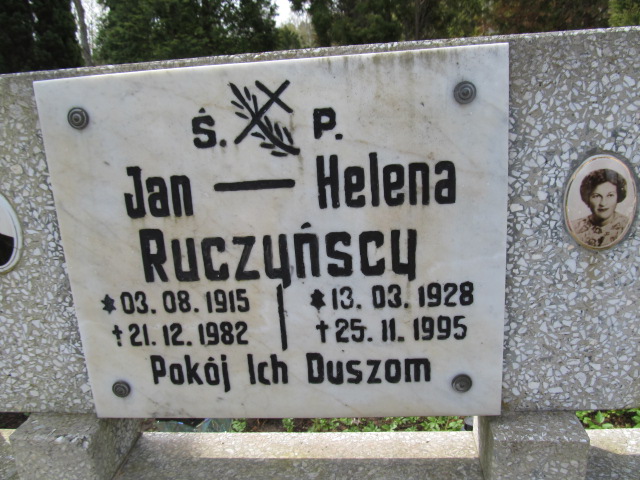 Ś. P.
Jan — Helena
Ruczyńscy
* 03. 08. 1915 * 13. 03. 1928
† 21. 12. 1982 † 25. 11. 1995
Pokój Ich Duszom